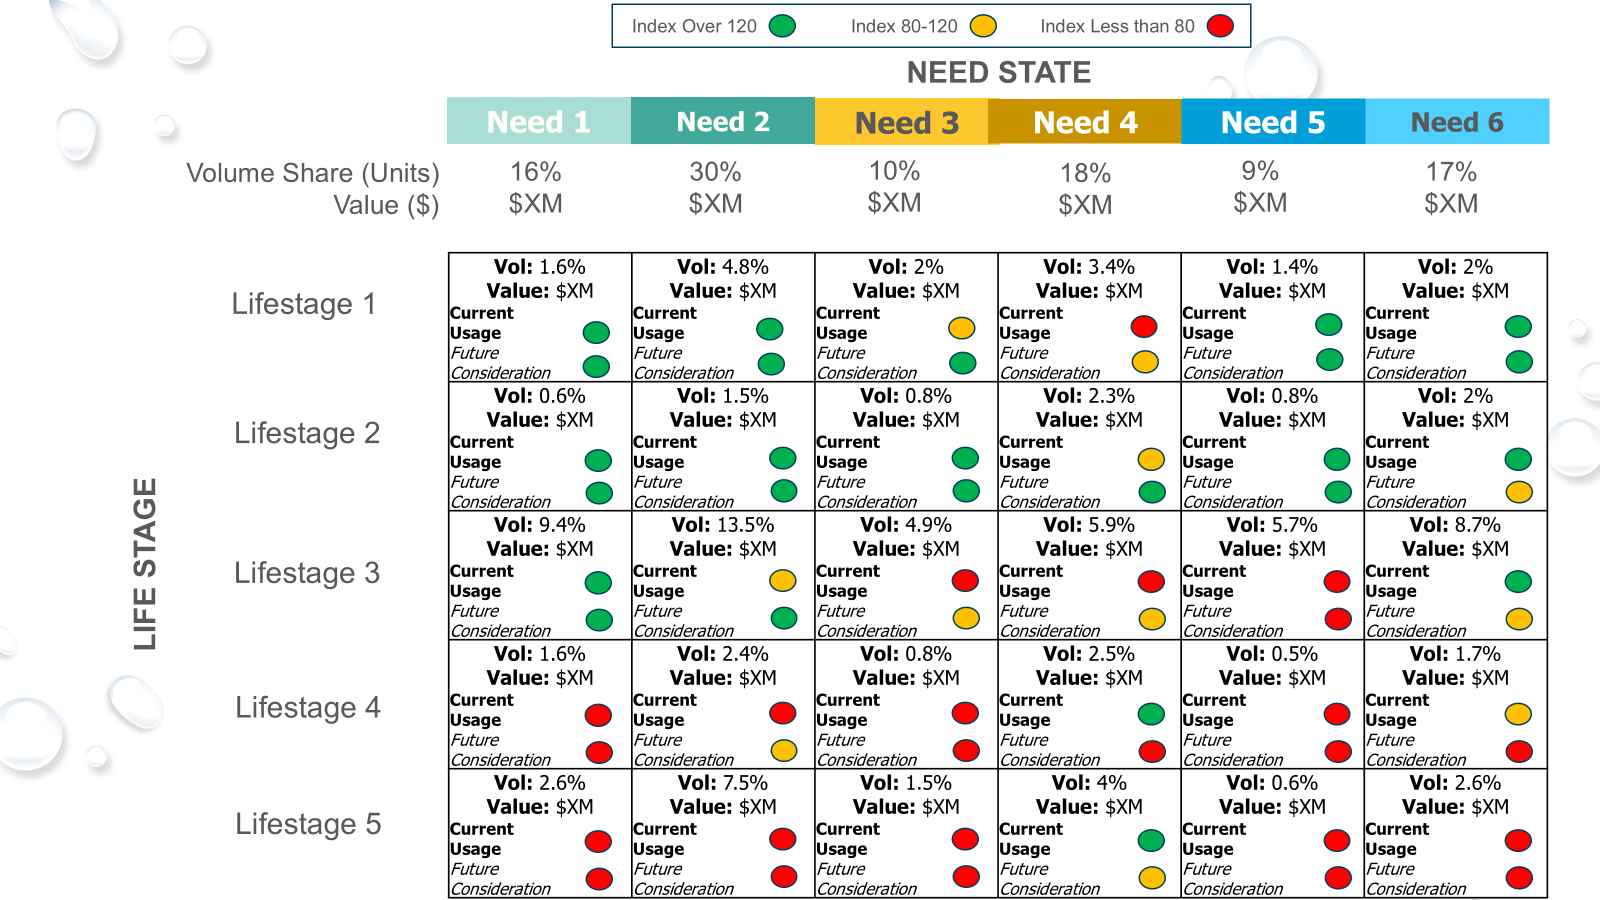 Index Over 120 Index 80-120 Index Less than 80
NEED STATE
Need 1 Need 2 Need 3 Need 4 Need 5 Need 6
Volume Share (Units) 16% 30% 10% 18% 9% 17%
Value ($) $XM $XM $XM $XM $XM $XM
LIFE STAGE
Lifestage 1
Vol: 1.6% Vol: 4.8% Vol: 2% Vol: 3.4% Vol: 1.4% Vol: 2%
Value: $XM Value: $XM Value: $XM Value: $XM Value: $XM Value: $XM
Current Current Current Current Current Current
Usage Usage Usage Usage Usage Usage
Future Future Future Future Future Future
Consideration Consideration Consideration Consideration Consideration Consideration
Lifestage 2
Vol: 0.6% Vol: 1.5% Vol: 0.8% Vol: 2.3% Vol: 0.8% Vol: 2%
Value: $XM Value: $XM Value: $XM Value: $XM Value: $XM Value: $XM
Current Current Current Current Current Current
Usage Usage Usage Usage Usage Usage
Future Future Future Future Future Future
Consideration Consideration Consideration Consideration Consideration Consideration
Lifestage 3
Vol: 9.4% Vol: 13.5% Vol: 4.9% Vol: 5.9% Vol: 5.7% Vol: 8.7%
Value: $XM Value: $XM Value: $XM Value: $XM Value: $XM Value: $XM
Current Current Current Current Current Current
Usage Usage Usage Usage Usage Usage
Future Future Future Future Future Future
Consideration Consideration Consideration Consideration Consideration Consideration
Lifestage 4
Vol: 1.6% Vol: 2.4% Vol: 0.8% Vol: 2.5% Vol: 0.5% Vol: 1.7%
Value: $XM Value: $XM Value: $XM Value: $XM Value: $XM Value: $XM
Current Current Current Current Current Current
Usage Usage Usage Usage Usage Usage
Future Future Future Future Future Future
Consideration Consideration Consideration Consideration Consideration Consideration
Lifestage 5
Vol: 2.6% Vol: 7.5% Vol: 1.5% Vol: 4% Vol: 0.6% Vol: 2.6%
Value: $XM Value: $XM Value: $XM Value: $XM Value: $XM Value: $XM
Current Current Current Current Current Current
Usage Usage Usage Usage Usage Usage
Future Future Future Future Future Future
Consideration Consideration Consideration Consideration Consideration Consideration